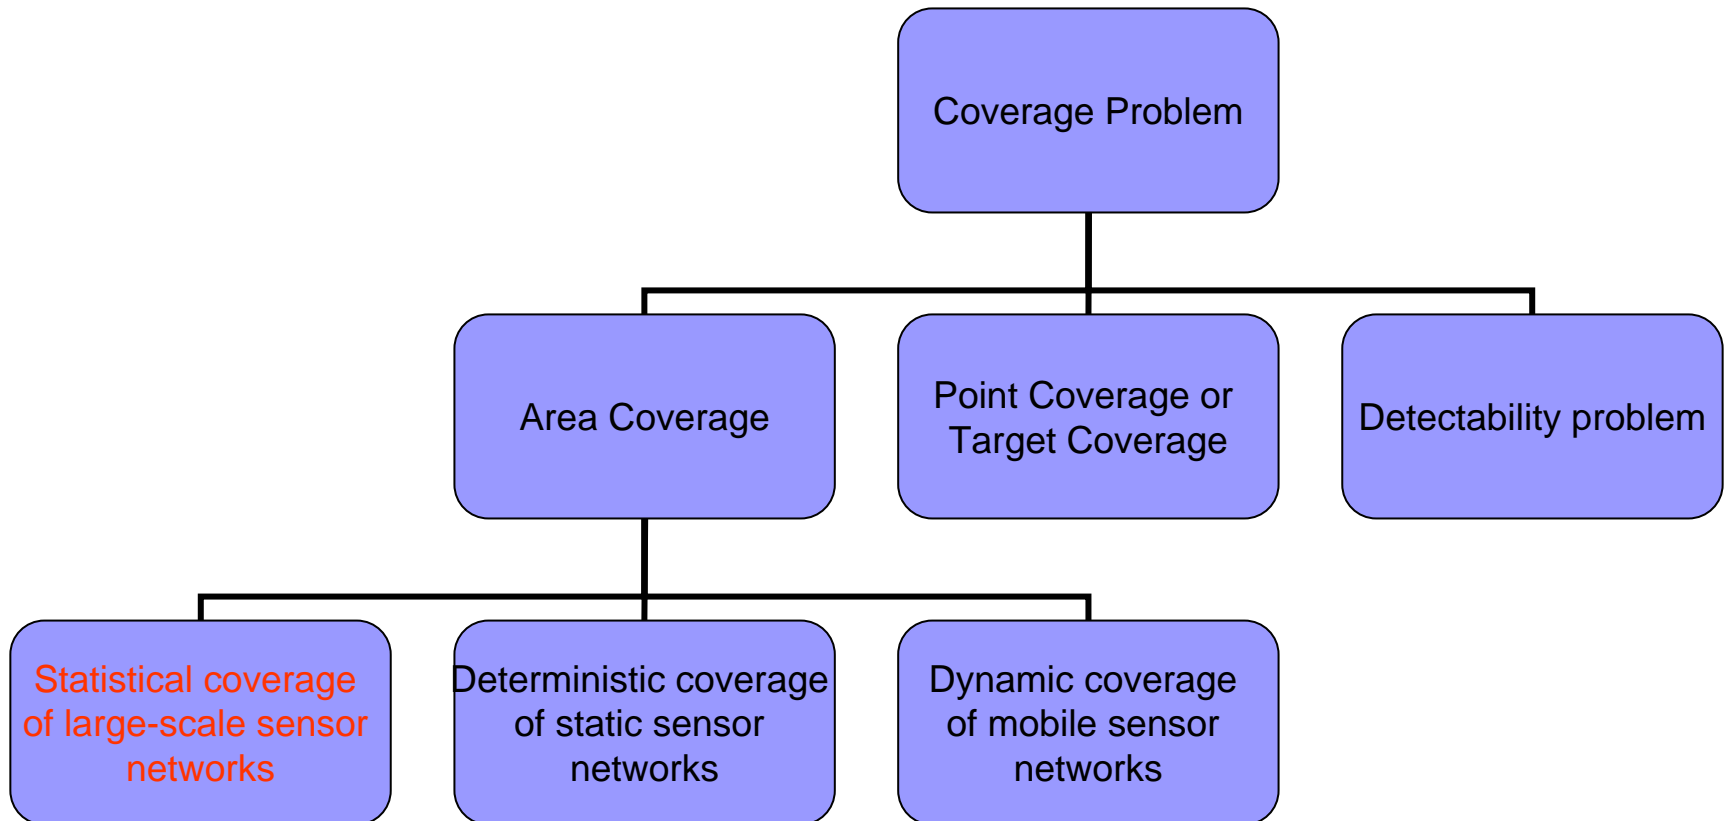 Coverage Problem
Area Coverage
Point Coverage or
Target Coverage
Detectability problem
Statistical coverage
of large-scale sensor
networks
Deterministic coverage
of static sensor
networks
Dynamic coverage
of mobile sensor
networks